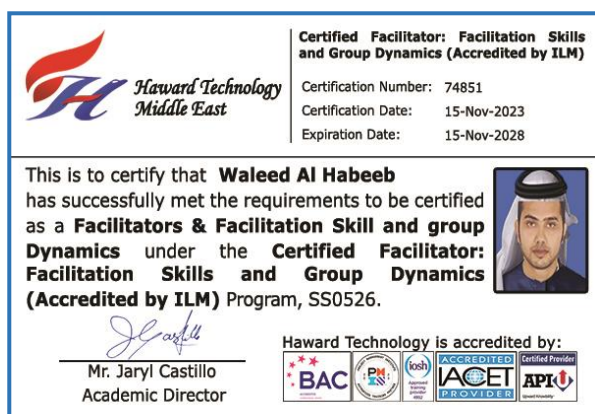 Haward Technology
Middle East
Certified Facilitator: Facilitation Skills
and Group Dynamics (Accredited by ILM)
Certification Number: 74851
Certification Date: 15-Nov-2023
Expiration Date: 15-Nov-2028
This is to certify that Waleed Al Habeeb
has successfully met the requirements to be certified
as a Facilitators & Facilitation Skill and group
Dynamics under the Certified Facilitator:
Facilitation Skills and Group Dynamics
(Accredited by ILM) Program, SS0526.
Mr. Jaryl Castillo
Academic Director
Haward Technology is accredited by:
BAC
PMI
iosh
ACCREDITED
IACET
PROVIDER
Certified Provider
API U